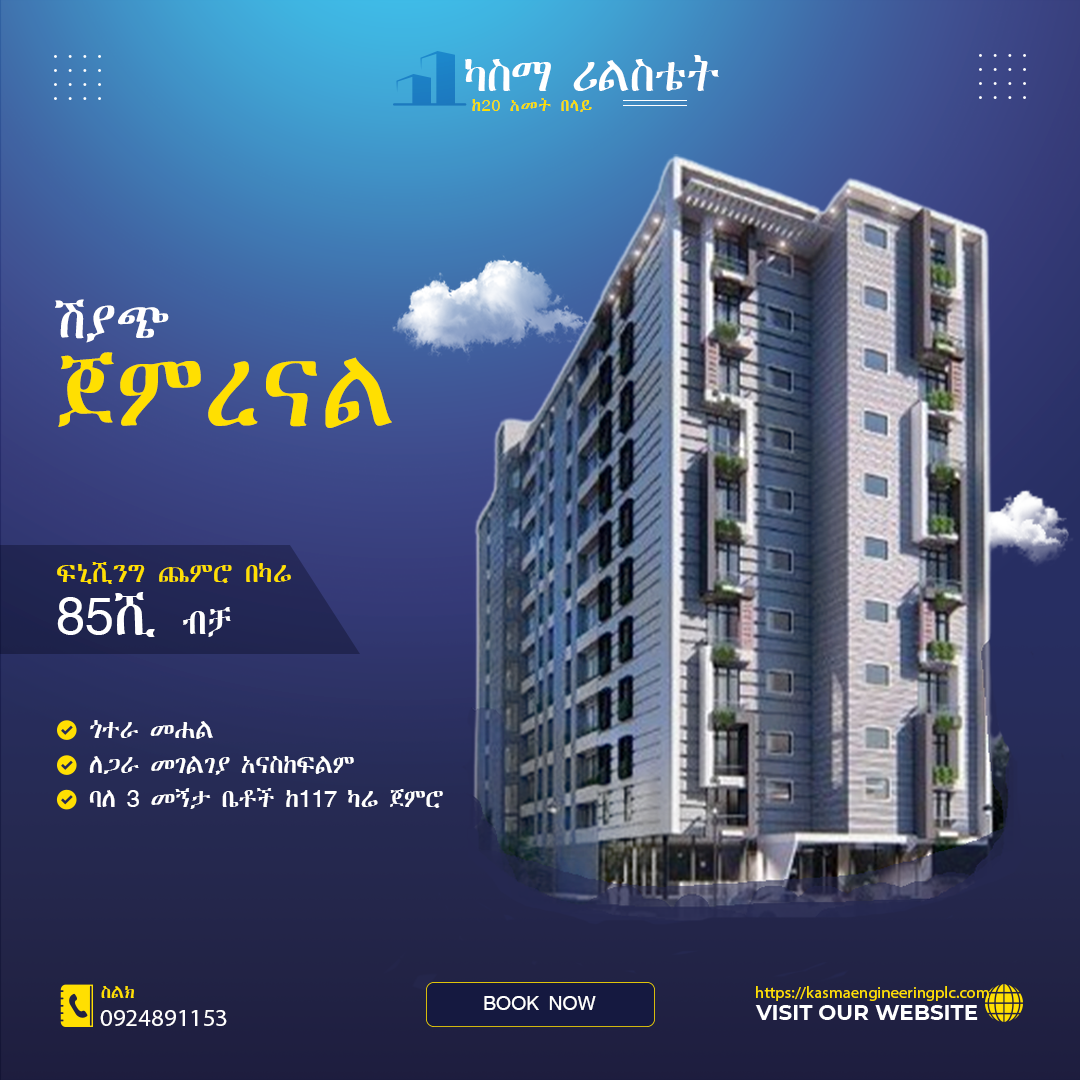 ካስማ ሪልስቴት
ከ20 አመት በላይ
ሽያጭ
ጀምረናል
ፍኒሺንግ ጨምሮ በካሬ
85ሺ ብቻ
ጎተራ መሐል
ለጋራ መገልገያ አናስከፍልም
ባለ 3 መኝታ ቤቶች ከ117 ካሬ ጀምሮ
ስልክ
0924891153
BOOK NOW
https://kasmaengineeringplc.com
VISIT OUR WEBSITE